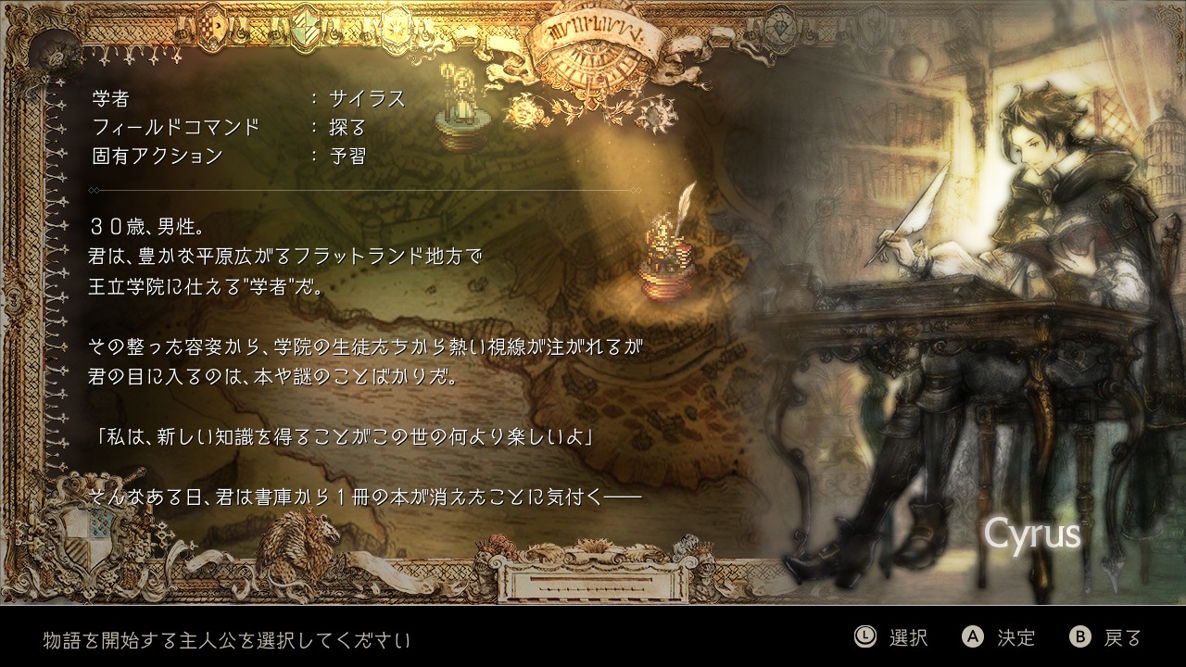 学者 : サイラス
フィールドコマンド : 探る
固有アクション : 予習
３０歳、男性。
君は、豊かな平原広がるフラットランド地方で
王立学院に仕える"学者"だ。
その整った容姿から、学院の生徒たちから熱い視線が注がれるが
君の目に入るのは、本や謎のことばかりだ。
「私は、新しい知識を得ることがこの世の何より楽しいよ」
そんなある日、君は書庫から１冊の本が消えたことに気付く──
Cyrus
物語を開始する主人公を選択してください
L 選択 A 決定 B 戻る